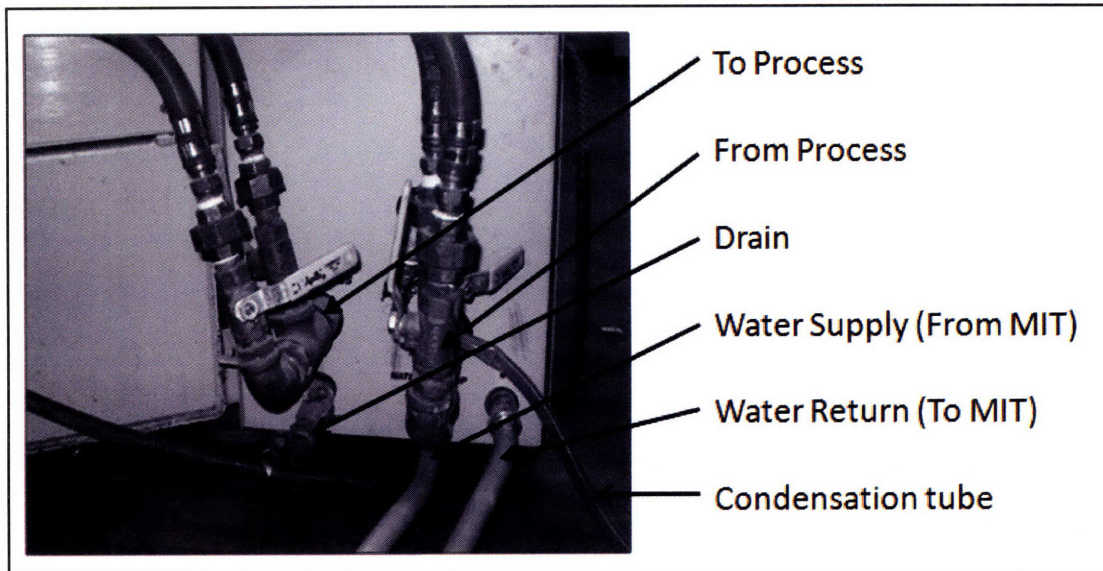 To Process
From Process
Drain
Water Supply (From MIT)
Water Return (To MIT)
Condensation tube